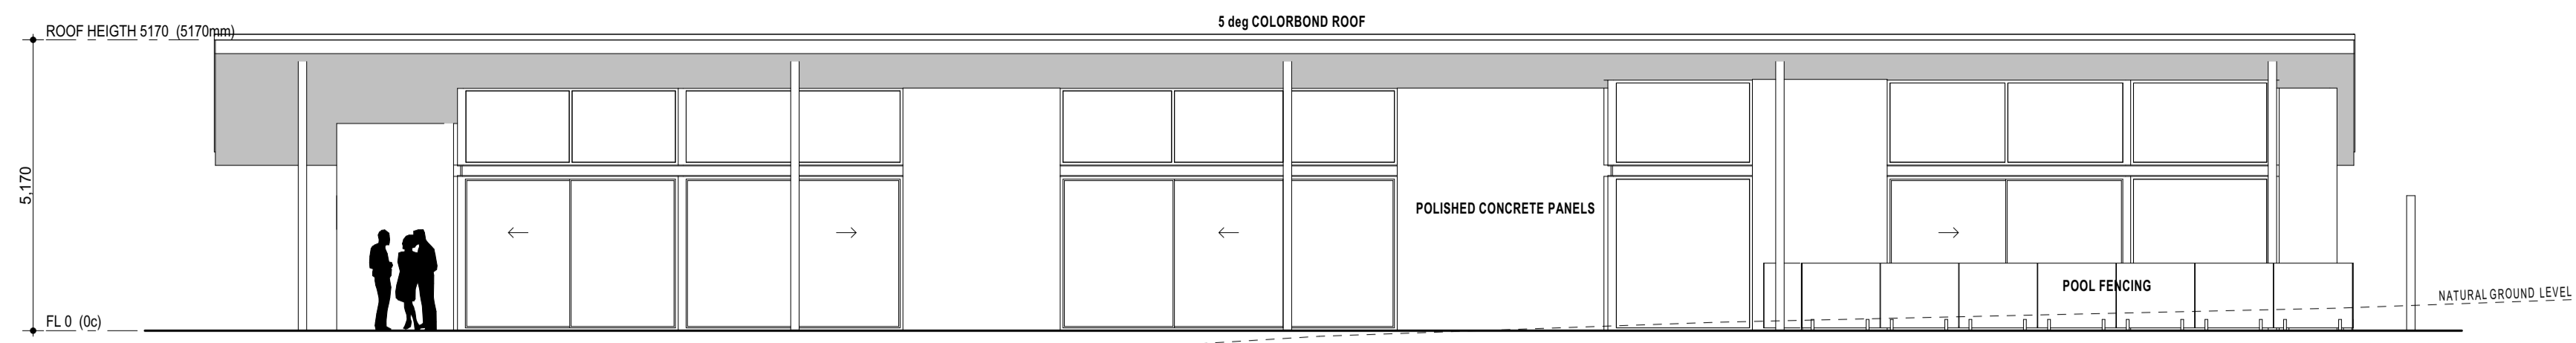 5 deg COLORBOND ROOF
ROOF HEIGTH 5170 (5170mm)
5,170
POLISHED CONCRETE PANELS
POOL FENCING
NATURAL GROUND LEVEL
FL 0 (0c)